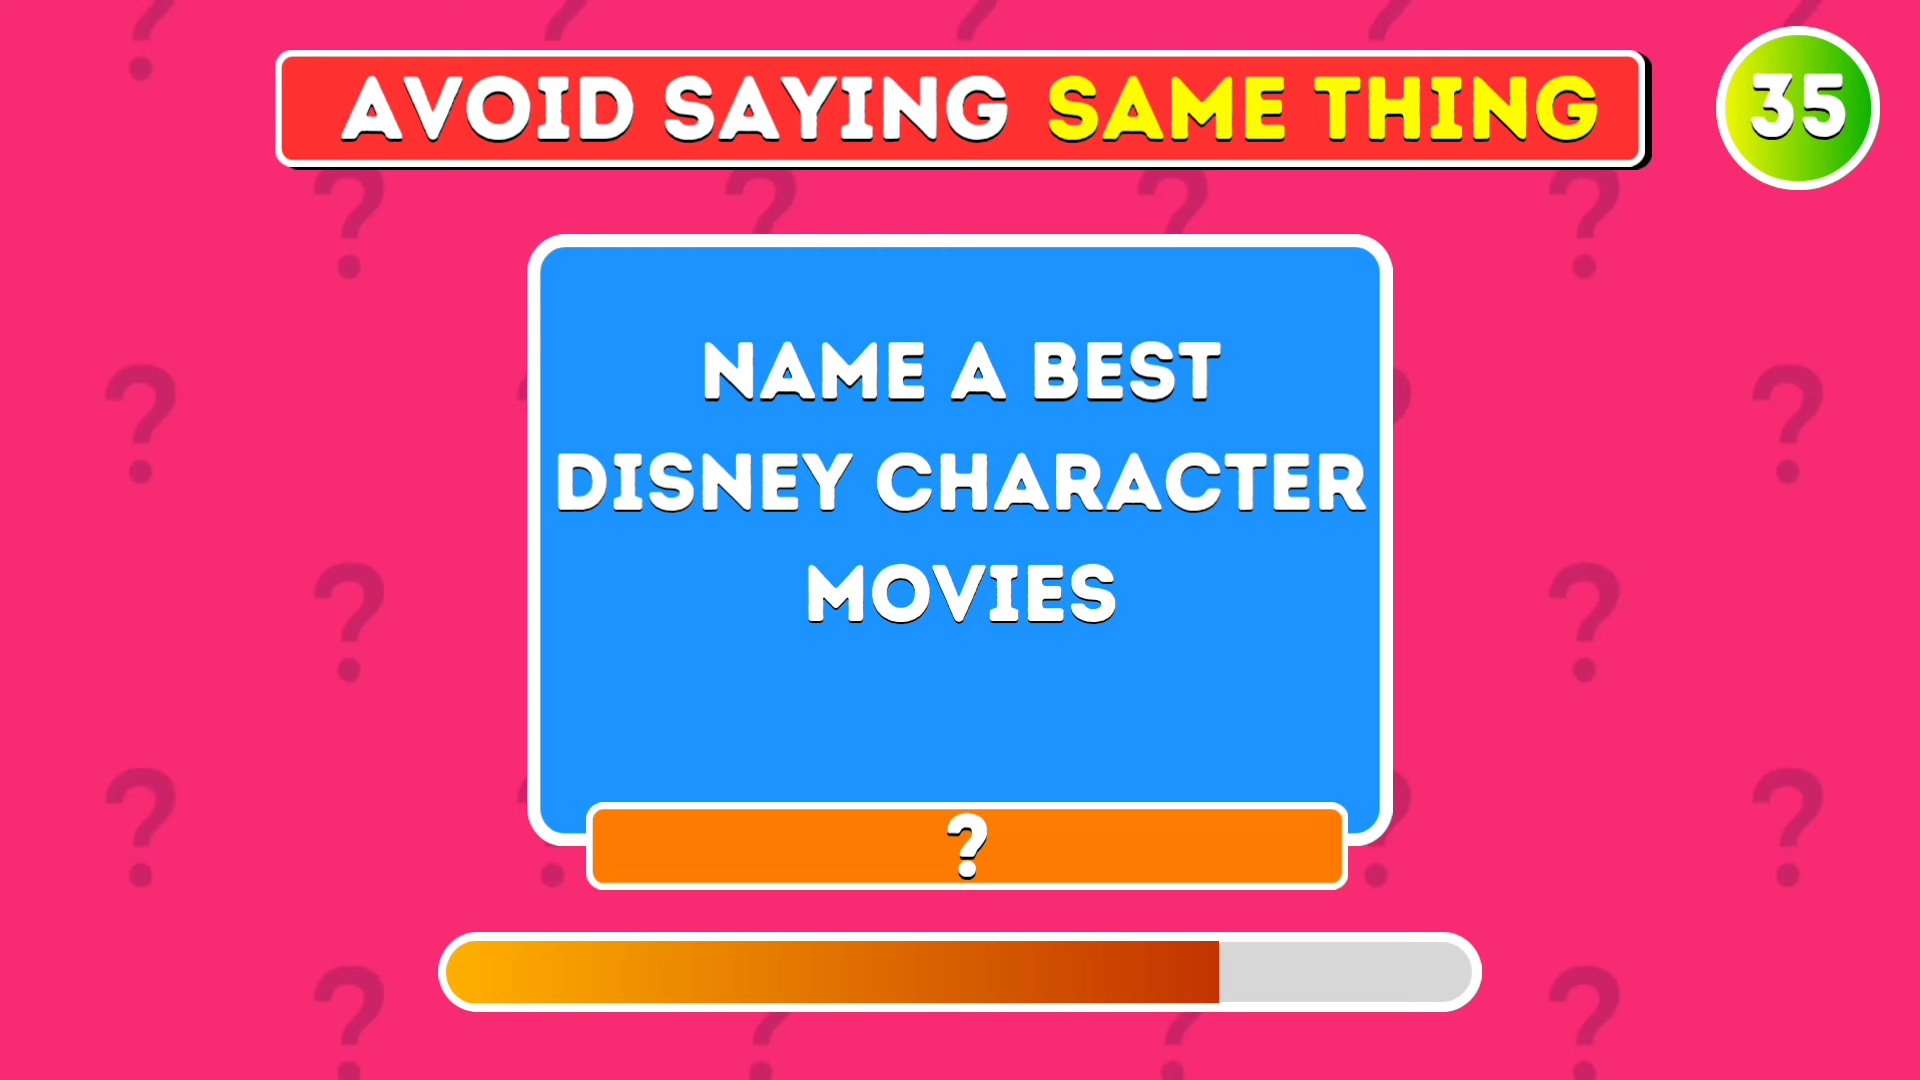 AVOID SAYING SAME THING
35
NAME A BEST
DISNEY CHARACTER
MOVIES
?